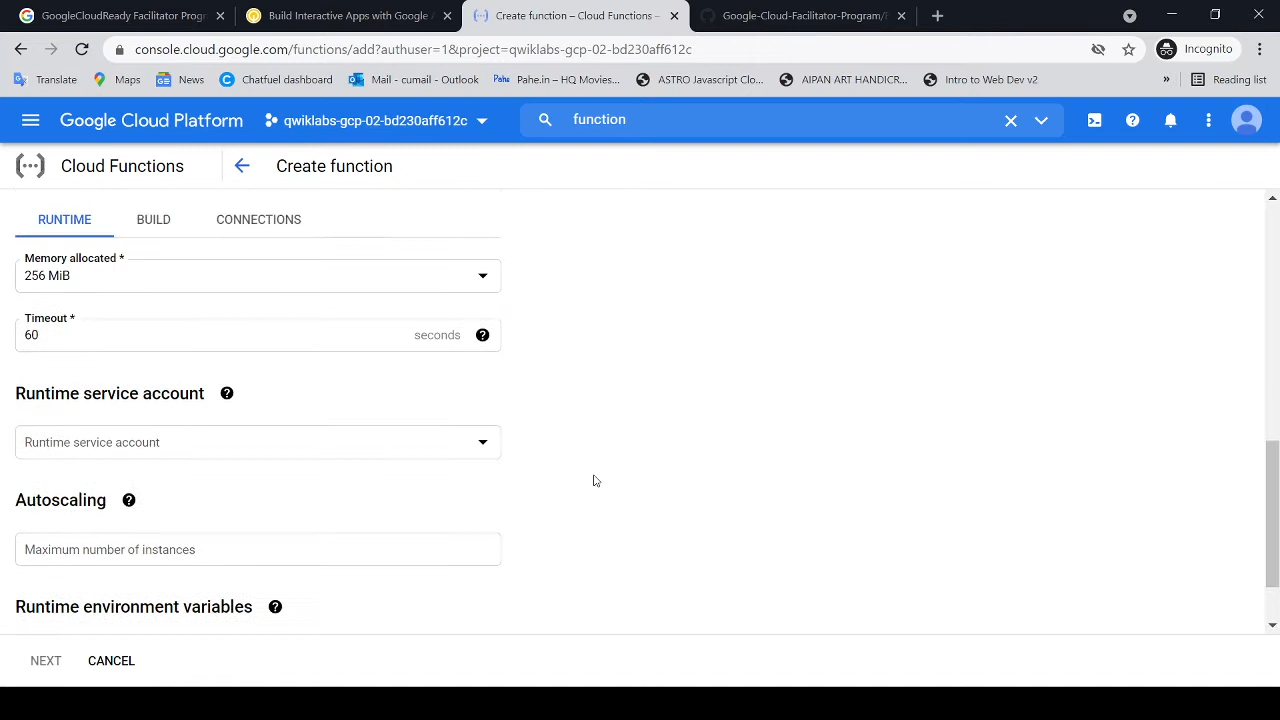 GoogleCloudReady Facilitator Progr
Build Interactive Apps with Google A
Create function – Cloud Functions –
Google-Cloud-Facilitator-Program/F
console.cloud.google.com/functions/add?authuser=1&project=qwiklabs-gcp-02-bd230aff612c
Incognito
Translate
Maps
News
Chatfuel dashboard
Mail - cumail - Outlook
Pahe.in – HQ Movies...
ASTRO Javascript Clo...
AIPAN ART HANDICR...
Intro to Web Dev v2
»
Reading list
Google Cloud Platform
qwiklabs-gcp-02-bd230aff612c
function
Cloud Functions
Create function
RUNTIME
BUILD
CONNECTIONS
Memory allocated *
256 MiB
Timeout *
60
seconds
Runtime service account
Runtime service account
Autoscaling
Maximum number of instances
Runtime environment variables
NEXT
CANCEL